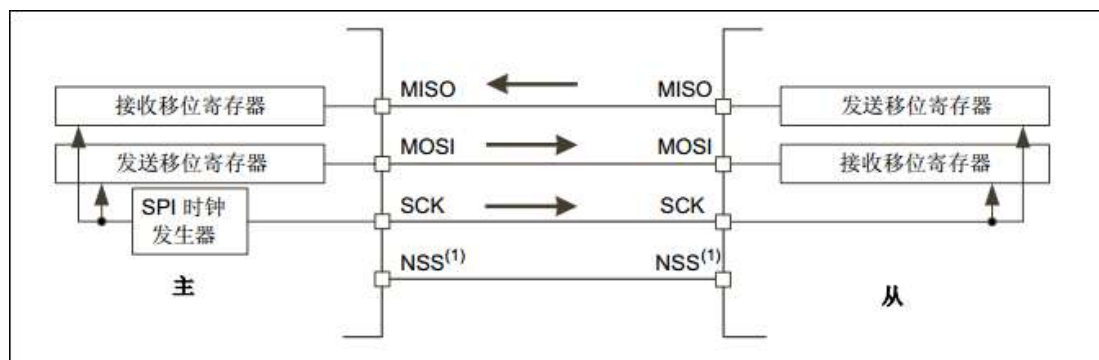 MISO MISO
接收移位寄存器 发送移位寄存器
MOSI MOSI
发送移位寄存器 接收移位寄存器
SPI 时钟
发生器
SCK SCK
NSS(1) NSS(1)
主 从